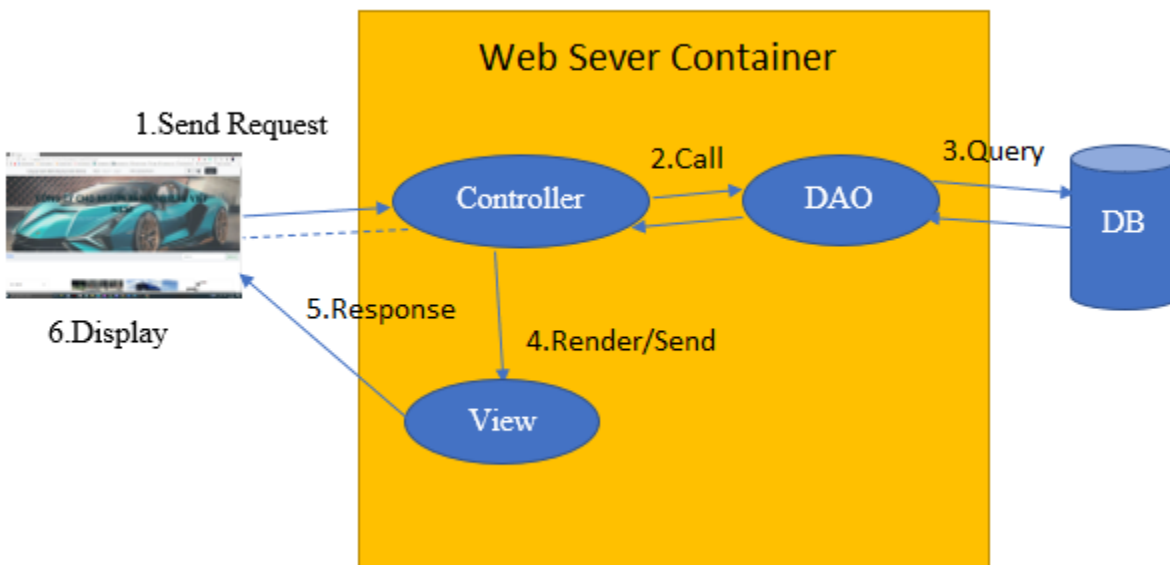 Web Sever Container
1.Send Request
2.Call
3.Query
Controller
DAO
DB
5.Response
4.Render/Send
6.Display
View